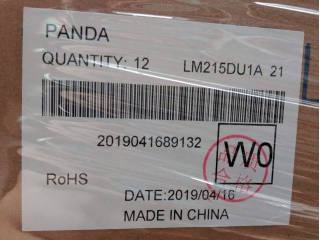 PANDA
QUANTITY: 12 LM215DU1A 21
2019041689132
W0
RoHS
DATE:2019/04/16
MADE IN CHINA